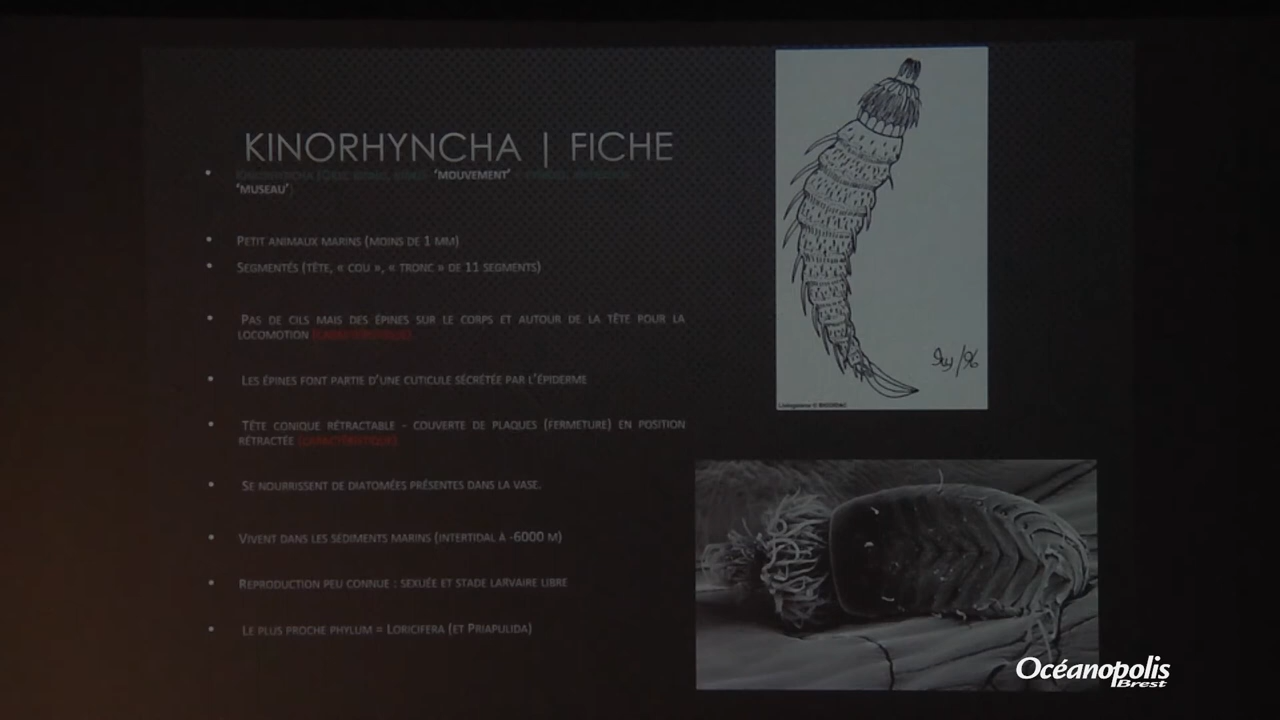 KINORHYNCHA | FICHE
'MOUVEMENT'
'MUSEAU')
• PETIT ANIMAUX MARINS (MOINS DE 1 MM)
• SEGMENTÉS (TÊTE, « COU », « TRONC » DE 11 SEGMENTS)
• PAS DE CILS MAIS DES ÉPINES SUR LE CORPS ET AUTOUR DE LA TÊTE POUR LA
LOCOMOTION
• LES ÉPINES FONT PARTIE D'UNE CUTICULE SÉCRÉTÉE PAR L'ÉPIDERME
• TÊTE CONIQUE RÉTRACTABLE - COUVERTE DE PLAQUES (FERMETURE) EN POSITION
RÉTRACTÉE (CARACTÉRISTIQUE)
• SE NOURRISSENT DE DIATOMÉES PRÉSENTES DANS LA VASE.
• VIVENT DANS LES SÉDIMENTS MARINS (INTERTIDAL À -6000 M)
• REPRODUCTION PEU CONNUE : SEXUÉE ET STADE LARVAIRE LIBRE
• LE PLUS PROCHE PHYLUM = LORICIFERA (ET PRIAPULIDA)
Océanopolis
Brest